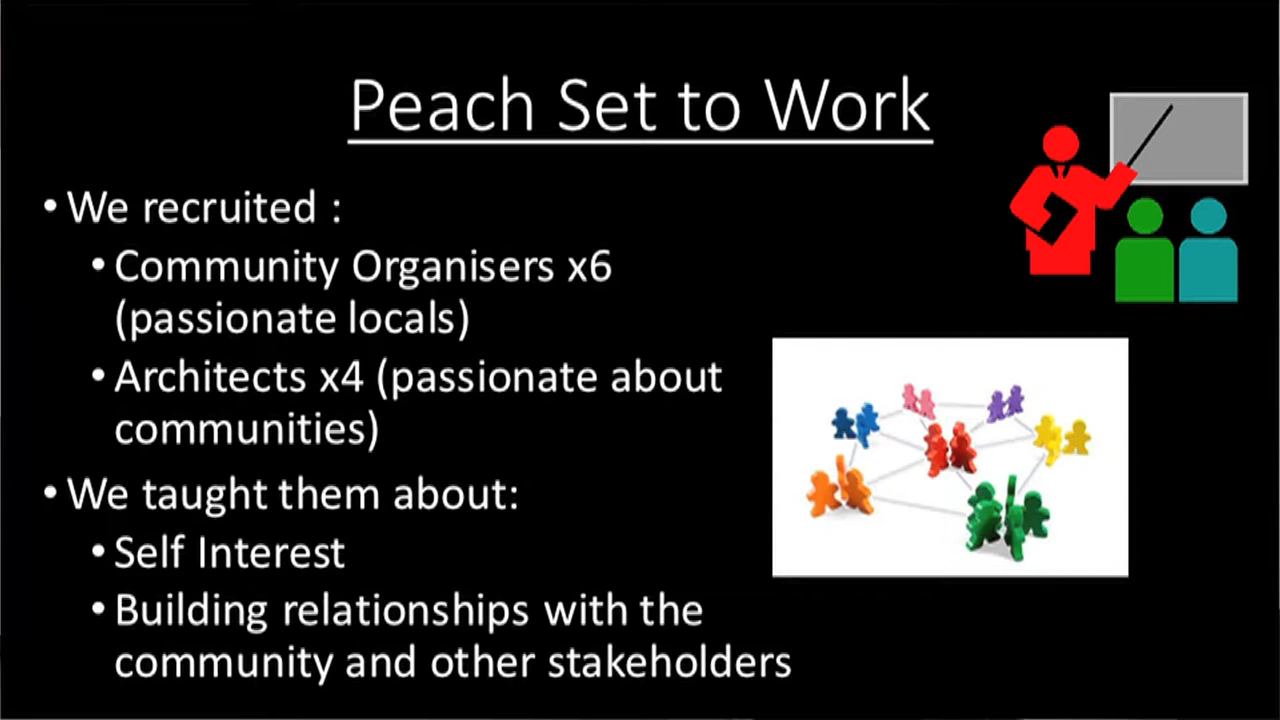 Peach Set to Work
• We recruited :
• Community Organisers x6
(passionate locals)
• Architects x4 (passionate about
communities)
• We taught them about:
• Self Interest
• Building relationships with the
community and other stakeholders